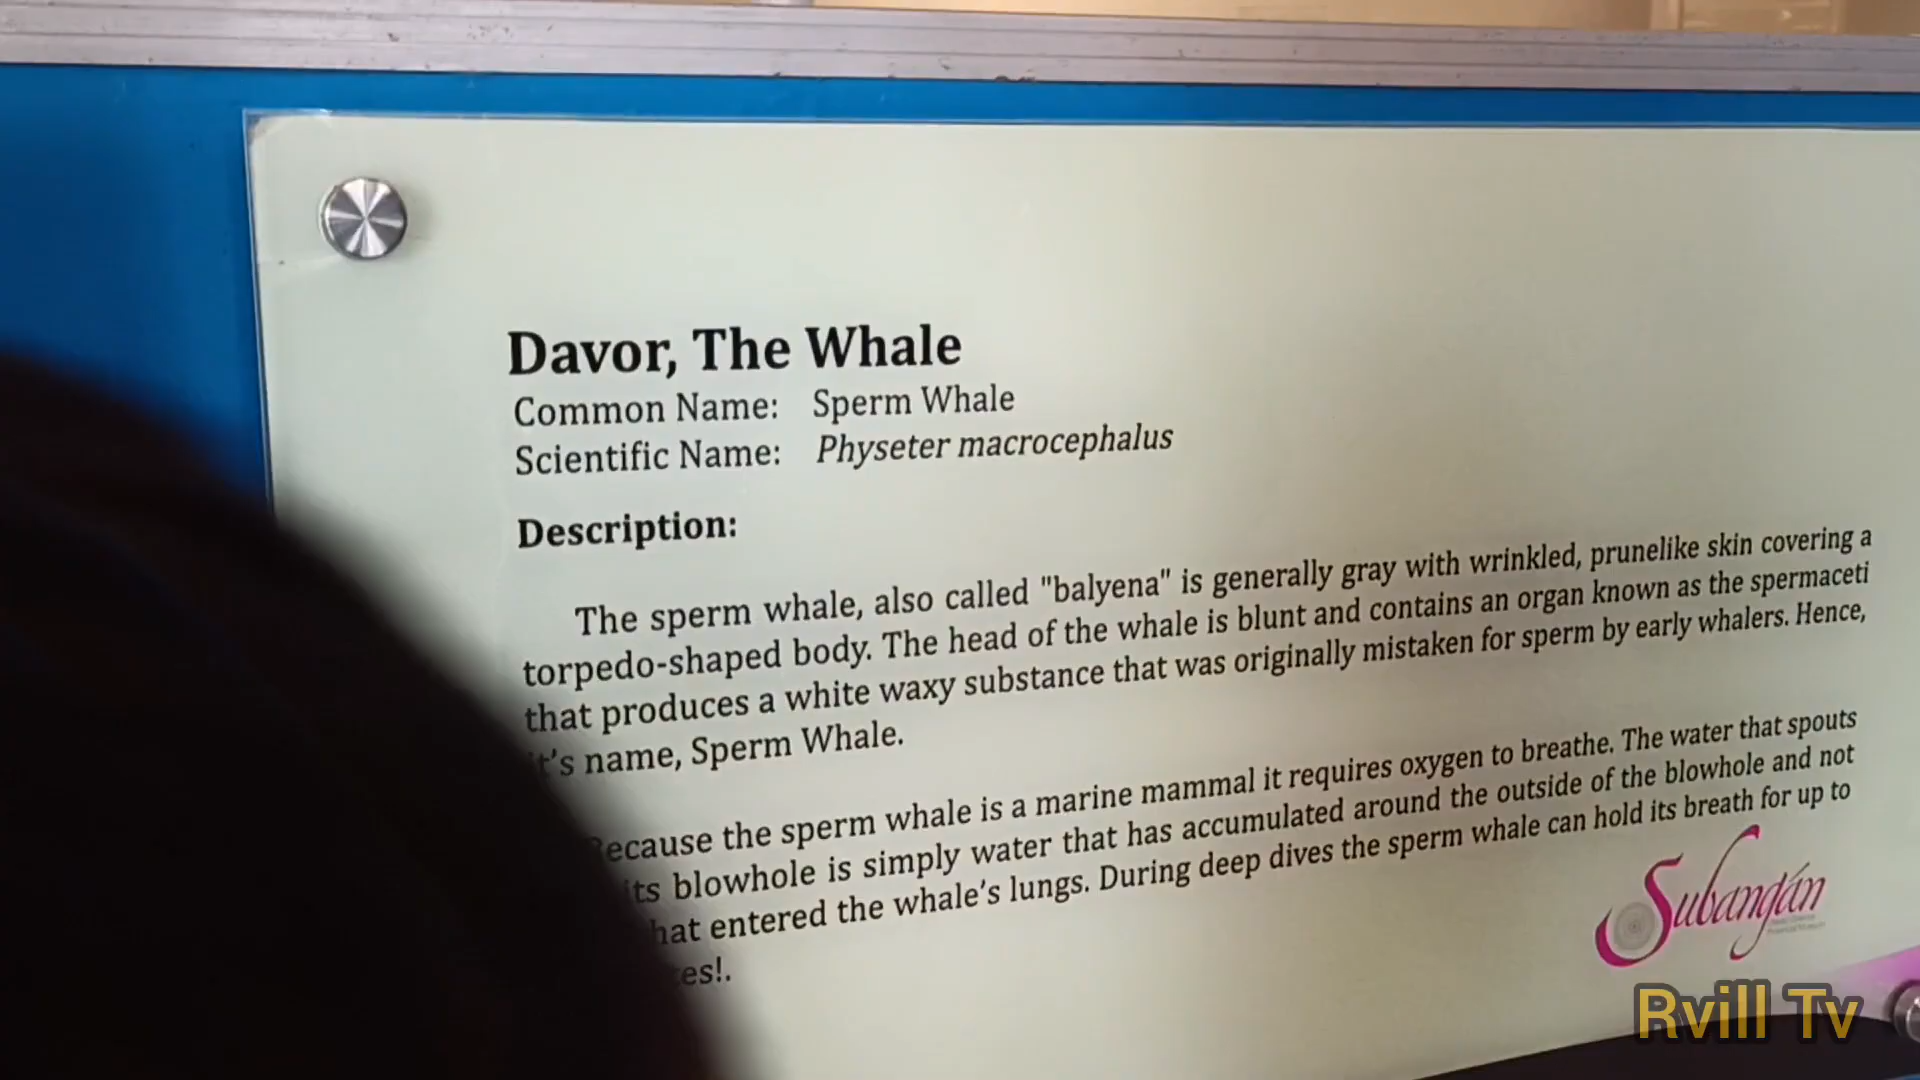 Davor, The Whale
Common Name: Sperm Whale
Scientific Name: Physeter macrocephalus
Description:
The sperm whale, also called "balyena" is generally gray with wrinkled, prunelike skin covering a
torpedo-shaped body. The head of the whale is blunt and contains an organ known as the spermaceti
that produces a white waxy substance that was originally mistaken for sperm by early whalers. Hence,
it's name, Sperm Whale.
Because the sperm whale is a marine mammal it requires oxygen to breathe. The water that spouts
its blowhole is simply water that has accumulated around the outside of the blowhole and not
that entered the whale's lungs. During deep dives the sperm whale can hold its breath for up to
Subangán
Rvill Tv